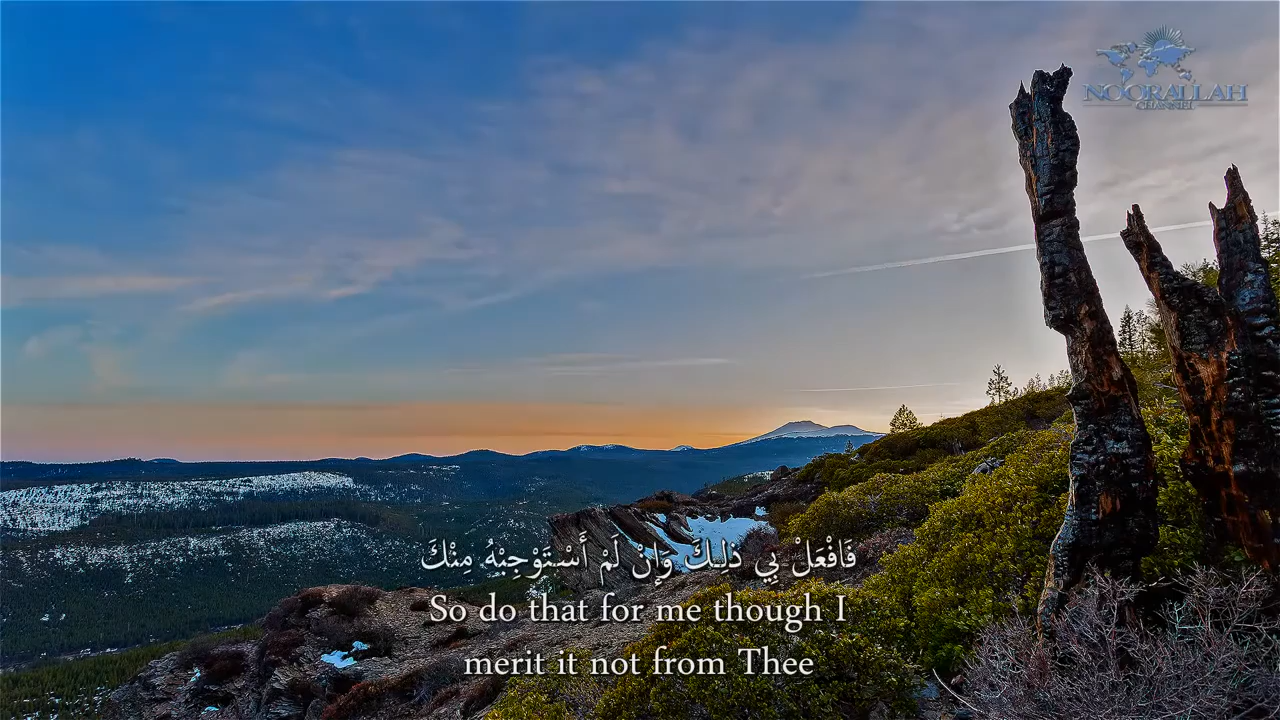 NOORALLAH
CHANNEL
فَافْعَلْ بِي ذٰلِكَ وَإِنْ لَمْ أَسْتَوْجِبْهُ مِنْكَ
So do that for me though I
merit it not from Thee